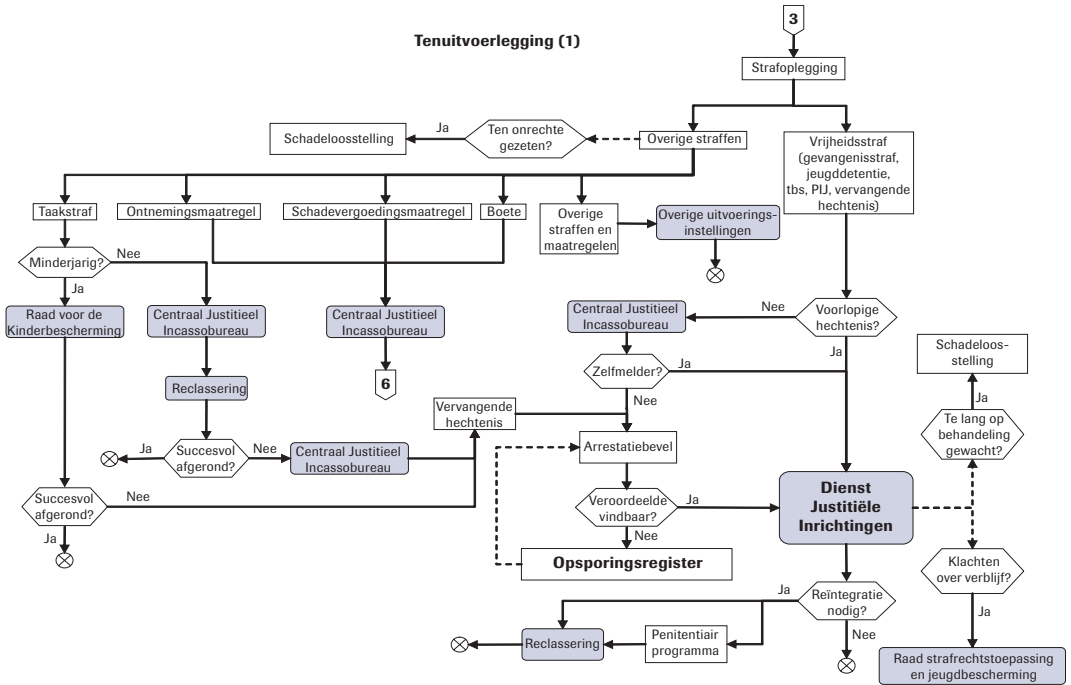 3
Tenuitvoerlegging (1)
Strafoplegging
Schadeloosstelling
Ja
Ten onrechte
gezeten?
Overige straffen
Vrijheidsstraf
(gevangenisstraf,
jeugddetentie,
tbs, PIJ, vervangende
hechtenis)
Taakstraf
Ontnemingsmaatregel
Schadevergoedingsmaatregel
Boete
Overige
straffen en
maatregelen
Overige uitvoerings-
instellingen
Minderjarig?
Nee
Ja
Raad voor de
Kinderbescherming
Centraal Justitieel
Incassobureau
Centraal Justitieel
Incassobureau
Centraal Justitieel
Incassobureau
Nee
Voorlopige
hechtenis?
Ja
Schadeloos-
stelling
6
Reclassering
Zelfmelder?
Ja
Nee
Ja
Vervangende
hechtenis
Te lang op
behandeling
gewacht?
Ja
Succesvol
afgerond?
Nee
Centraal Justitieel
Incassobureau
Arrestatiebevel
Succesvol
afgerond?
Nee
Ja
Veroordeelde
vindbaar?
Ja
Nee
Dienst
Justitiële
Inrichtingen
Opsporingsregister
Klachten
over verblijf?
Ja
Ja
Reïntegratie
nodig?
Nee
Reclassering
Penitentiair
programma
Raad strafrechtstoepassing
en jeugdbescherming